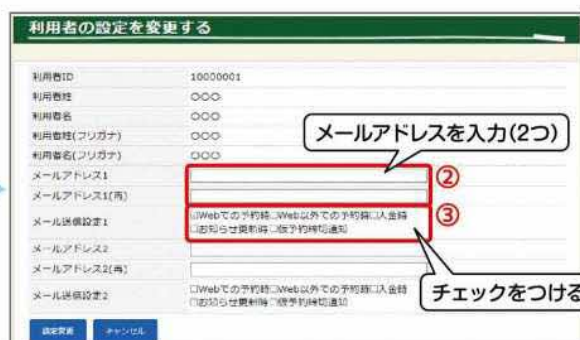 利用者の設定を変更する
利用者ID 10000001
利用者姓 〇〇〇
利用者名 〇〇〇
利用者姓(フリガナ) 〇〇〇
利用者名(フリガナ) 〇〇〇
メールアドレスを入力(2つ)
メールアドレス1
②
メールアドレス1(再)
メール送信設定1
□Webでの予約時□Web以外での予約時□入金時
□お知らせ更新時□仮予約時切通知
③
メールアドレス2
メールアドレス2(再)
メール送信設定2
□Webでの予約時□Web以外での予約時□入金時
□お知らせ更新時□仮予約時切通知
チェックをつける
設定変更 キャンセル